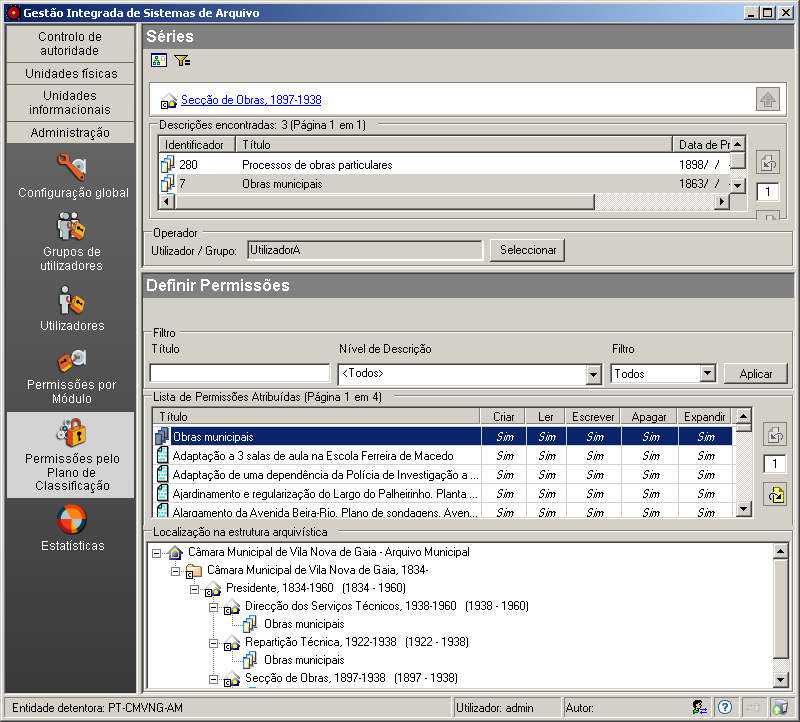 Gestão Integrada de Sistemas de Arquivo
Controlo de
autoridade
Unidades físicas
Unidades
informacionais
Administração
Configuração global
Grupos de
utilizadores
Utilizadores
Permissões por
Módulo
Permissões pelo
Plano de
Classificação
Estatísticas
Séries
Secção de Obras, 1897-1938
Descrições encontradas: 3 (Página 1 em 1)
Identificador Título Data de Pr
280 Processos de obras particulares 1898/ / -
7 Obras municipais 1863/ / -
1
Operador
Utilizador / Grupo: UtilizadorA Seleccionar
Definir Permissões
Filtro
Título Nível de Descrição Filtro
<Todos> Todos Aplicar
Lista de Permissões Atribuídas (Página 1 em 4)
Título Criar Ler Escrever Apagar Expandir
Obras municipais Sim Sim Sim Sim Sim
Adaptação a 3 salas de aula na Escola Ferreira de Macedo Sim Sim Sim Sim Sim
Adaptação de uma dependência da Polícia de Investigação a ... Sim Sim Sim Sim Sim
Ajardinamento e regularização do Largo do Palheirinho. Planta ... Sim Sim Sim Sim Sim
Alargamento da Avenida Beira-Rio. Plano de sondagens. Aven... Sim Sim Sim Sim Sim
1
Localização na estrutura arquivística
Câmara Municipal de Vila Nova de Gaia - Arquivo Municipal
Câmara Municipal de Vila Nova de Gaia, 1834-
Presidente, 1834-1960 (1834 - 1960)
Direcção dos Serviços Técnicos, 1938-1960 (1938 - 1960)
Obras municipais
Repartição Técnica, 1922-1938 (1922 - 1938)
Obras municipais
Secção de Obras, 1897-1938 (1897 - 1938)
Entidade detentora: PT-CMVNG-AM Utilizador: admin Autor: